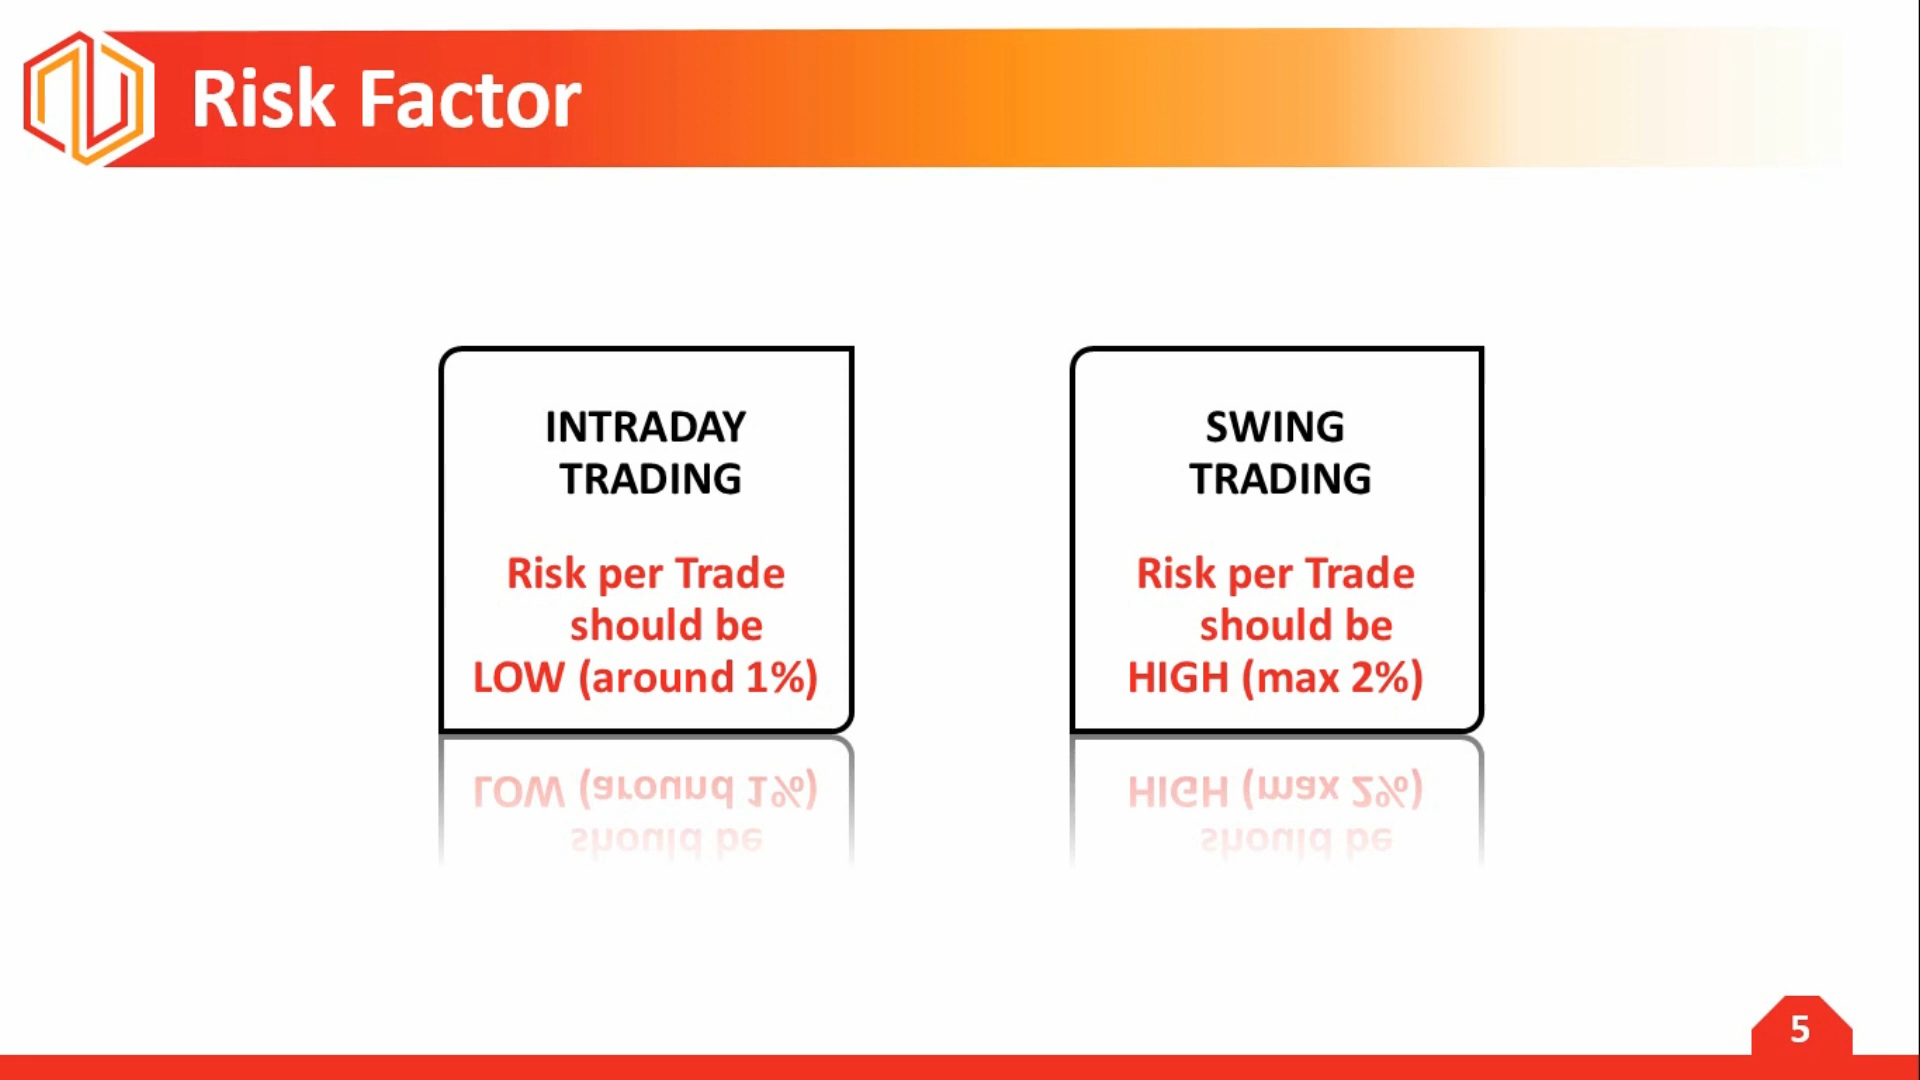 Risk Factor
INTRADAY
TRADING
Risk per Trade
should be
LOW (around 1%)
SWING
TRADING
Risk per Trade
should be
HIGH (max 2%)
5